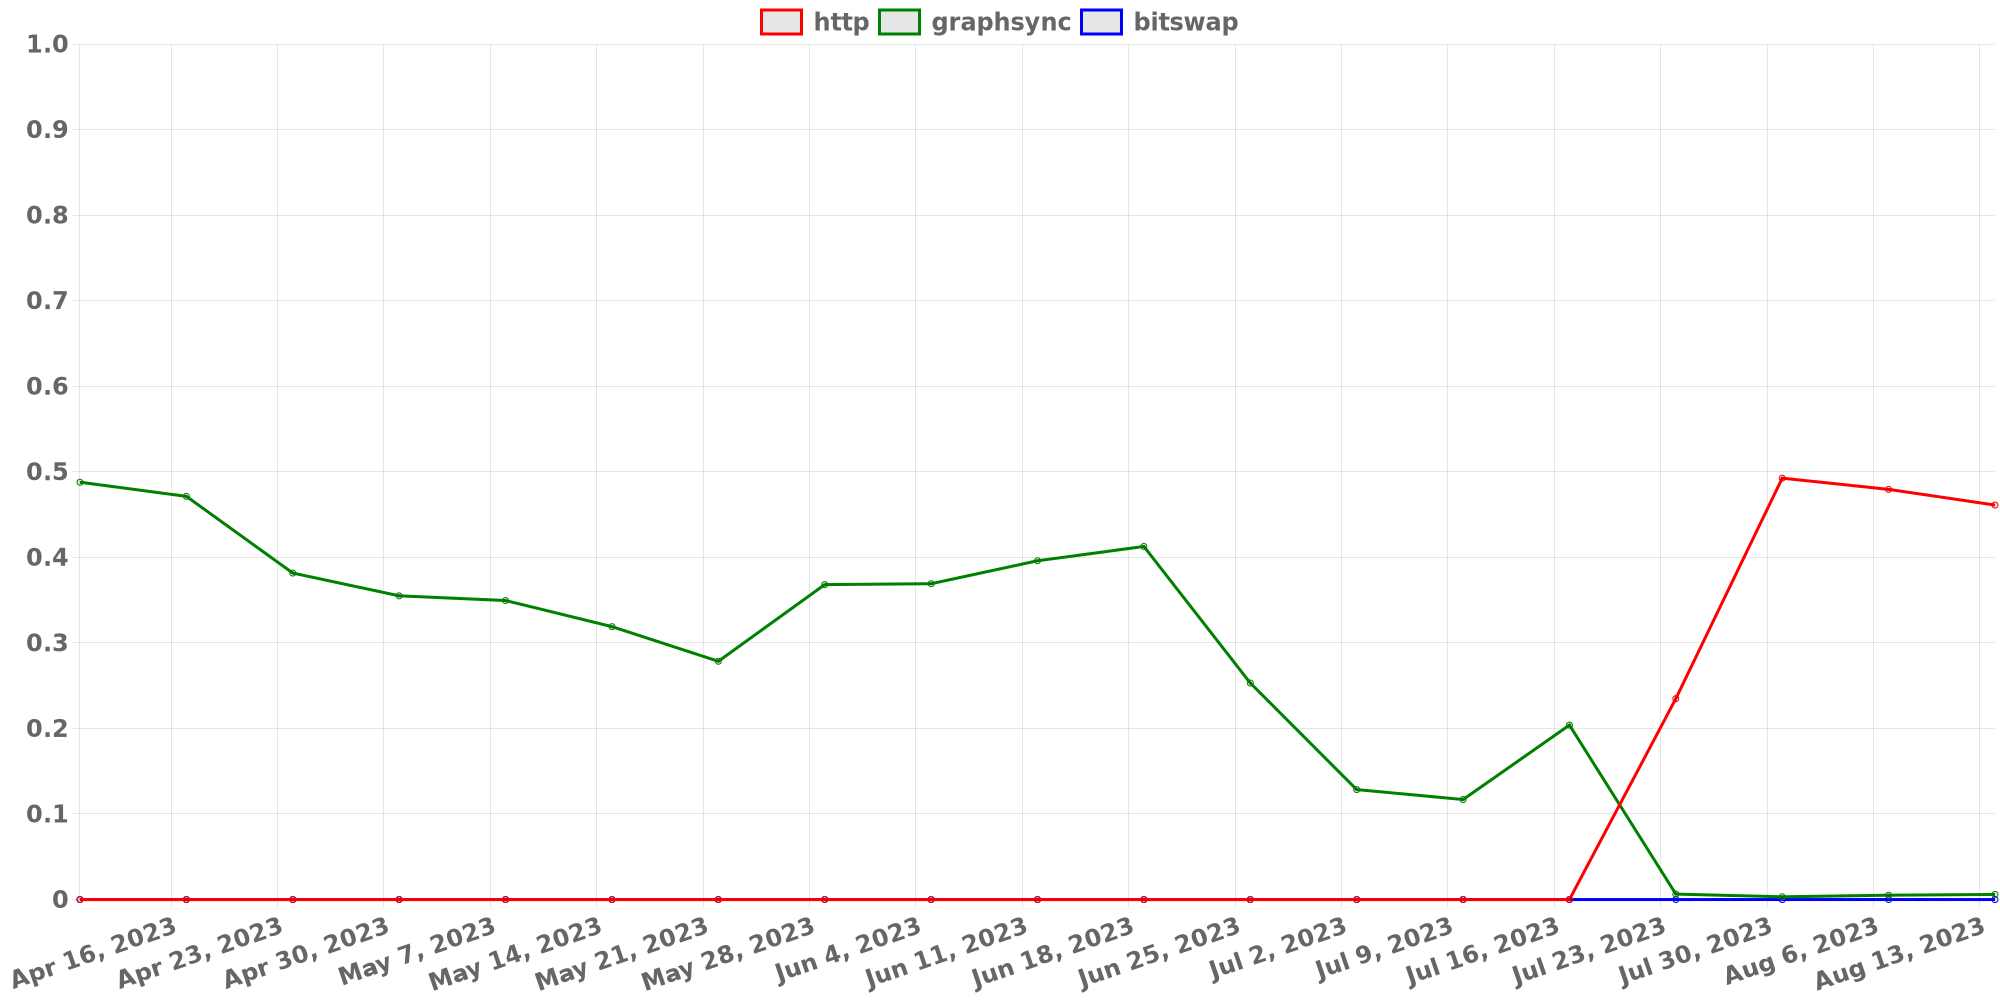 http graphsync bitswap
1.0
0.9
0.8
0.7
0.6
0.5
0.4
0.3
0.2
0.1
0
Apr 16, 2023
Apr 23, 2023
Apr 30, 2023
May 7, 2023
May 14, 2023
May 21, 2023
May 28, 2023
Jun 4, 2023
Jun 11, 2023
Jun 18, 2023
Jun 25, 2023
Jul 2, 2023
Jul 9, 2023
Jul 16, 2023
Jul 23, 2023
Jul 30, 2023
Aug 6, 2023
Aug 13, 2023